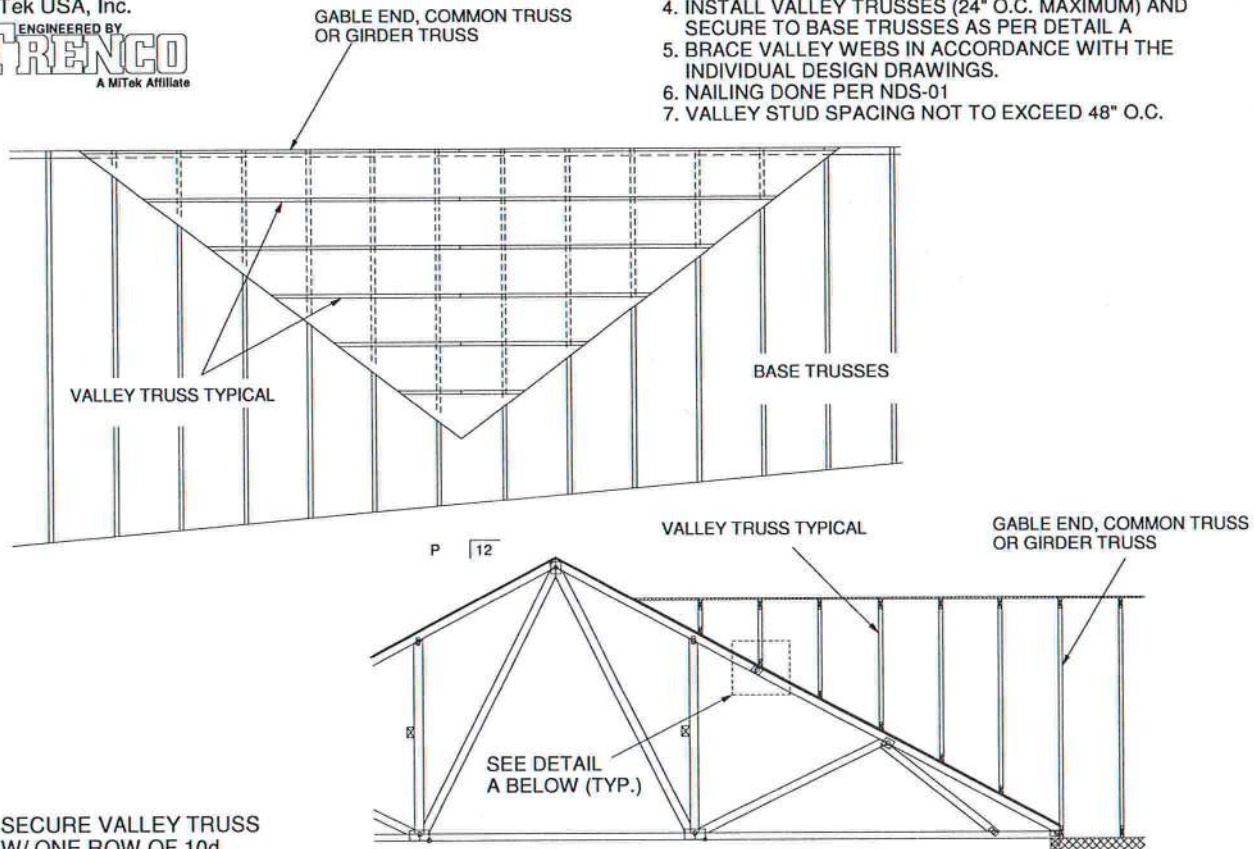 Tek USA, Inc.
ENGINEERED BY
TRENCO
A MiTek Affiliate
GABLE END, COMMON TRUSS
OR GIRDER TRUSS
4. INSTALL VALLEY TRUSSES (24" O.C. MAXIMUM) AND
SECURE TO BASE TRUSSES AS PER DETAIL A
5. BRACE VALLEY WEBS IN ACCORDANCE WITH THE
INDIVIDUAL DESIGN DRAWINGS.
6. NAILING DONE PER NDS-01
7. VALLEY STUD SPACING NOT TO EXCEED 48" O.C.
VALLEY TRUSS TYPICAL
BASE TRUSSES
P 12
VALLEY TRUSS TYPICAL
GABLE END, COMMON TRUSS
OR GIRDER TRUSS
SEE DETAIL
A BELOW (TYP.)
SECURE VALLEY TRUSS
W/ ONE ROW OF 10d